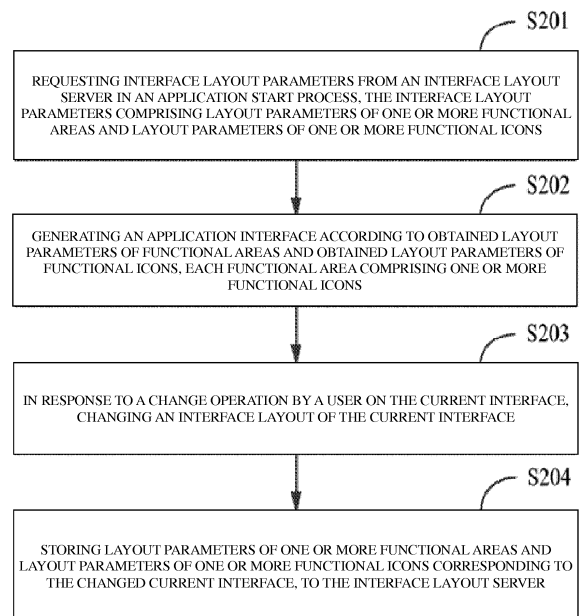 S201
REQUESTING INTERFACE LAYOUT PARAMETERS FROM AN INTERFACE LAYOUT
SERVER IN AN APPLICATION START PROCESS, THE INTERFACE LAYOUT
PARAMETERS COMPRISING LAYOUT PARAMETERS OF ONE OR MORE FUNCTIONAL
AREAS AND LAYOUT PARAMETERS OF ONE OR MORE FUNCTIONAL ICONS
S202
GENERATING AN APPLICATION INTERFACE ACCORDING TO OBTAINED LAYOUT
PARAMETERS OF FUNCTIONAL AREAS AND OBTAINED LAYOUT PARAMETERS OF
FUNCTIONAL ICONS, EACH FUNCTIONAL AREA COMPRISING ONE OR MORE
FUNCTIONAL ICONS
S203
IN RESPONSE TO A CHANGE OPERATION BY A USER ON THE CURRENT INTERFACE,
CHANGING AN INTERFACE LAYOUT OF THE CURRENT INTERFACE
S204
STORING LAYOUT PARAMETERS OF ONE OR MORE FUNCTIONAL AREAS AND
LAYOUT PARAMETERS OF ONE OR MORE FUNCTIONAL ICONS CORRESPONDING TO
THE CHANGED CURRENT INTERFACE, TO THE INTERFACE LAYOUT SERVER